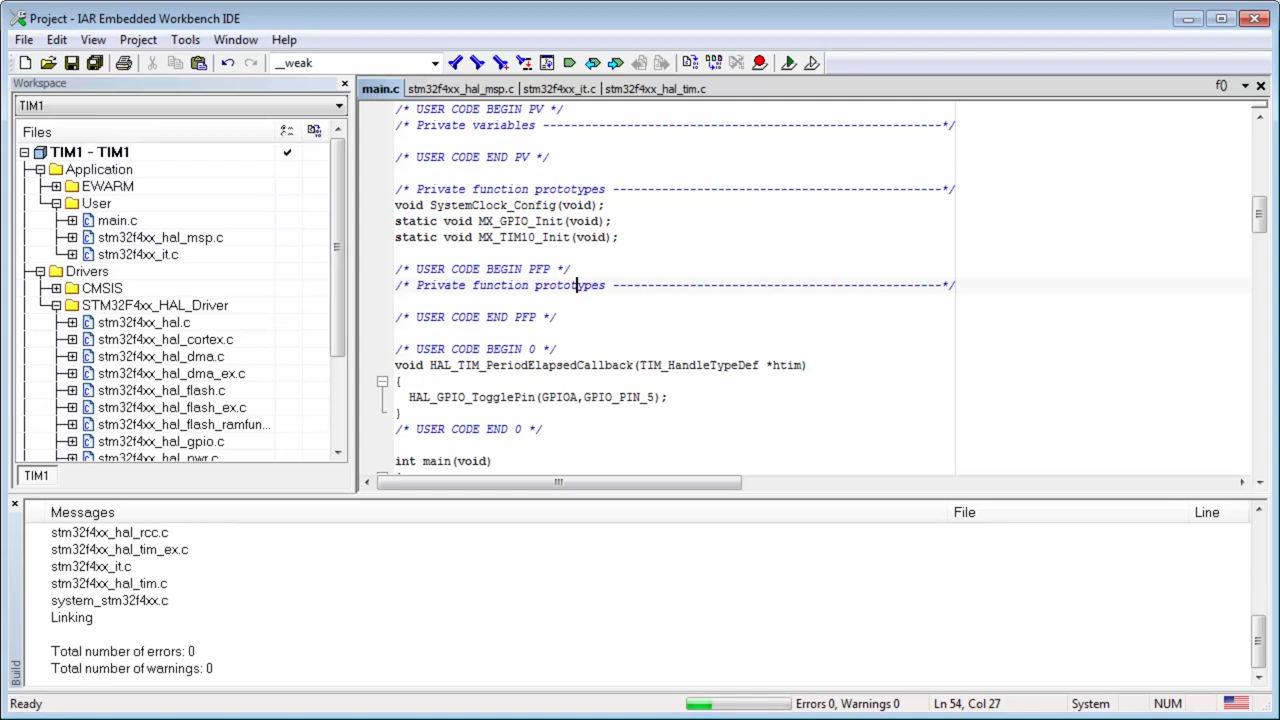 Project - IAR Embedded Workbench IDE
File Edit View Project Tools Window Help
__weak
Workspace
TIM1
Files
TIM1 - TIM1
Application
EWARM
User
main.c
stm32f4xx_hal_msp.c
stm32f4xx_it.c
Drivers
CMSIS
STM32F4xx_HAL_Driver
stm32f4xx_hal.c
stm32f4xx_hal_cortex.c
stm32f4xx_hal_dma.c
stm32f4xx_hal_dma_ex.c
stm32f4xx_hal_flash.c
stm32f4xx_hal_flash_ex.c
stm32f4xx_hal_flash_ramfun...
stm32f4xx_hal_gpio.c
stm32f4xx_hal_pwr.c
TIM1
main.c stm32f4xx_hal_msp.c | stm32f4xx_it.c | stm32f4xx_hal_tim.c f()
/* USER CODE BEGIN PV */
/* Private variables ---------------------------------------------------------*/
/* USER CODE END PV */
/* Private function prototypes -----------------------------------------------*/
void SystemClock_Config(void);
static void MX_GPIO_Init(void);
static void MX_TIM10_Init(void);
/* USER CODE BEGIN PFP */
/* Private function prototypes -----------------------------------------------*/
/* USER CODE END PFP */
/* USER CODE BEGIN 0 */
void HAL_TIM_PeriodElapsedCallback(TIM_HandleTypeDef *htim)
{
HAL_GPIO_TogglePin(GPIOA,GPIO_PIN_5);
}
/* USER CODE END 0 */
int main(void)
Messages File Line
stm32f4xx_hal_rcc.c
stm32f4xx_hal_tim_ex.c
stm32f4xx_it.c
stm32f4xx_hal_tim.c
system_stm32f4xx.c
Linking
Total number of errors: 0
Total number of warnings: 0
Build
Ready Errors 0, Warnings 0 Ln 54, Col 27 System NUM